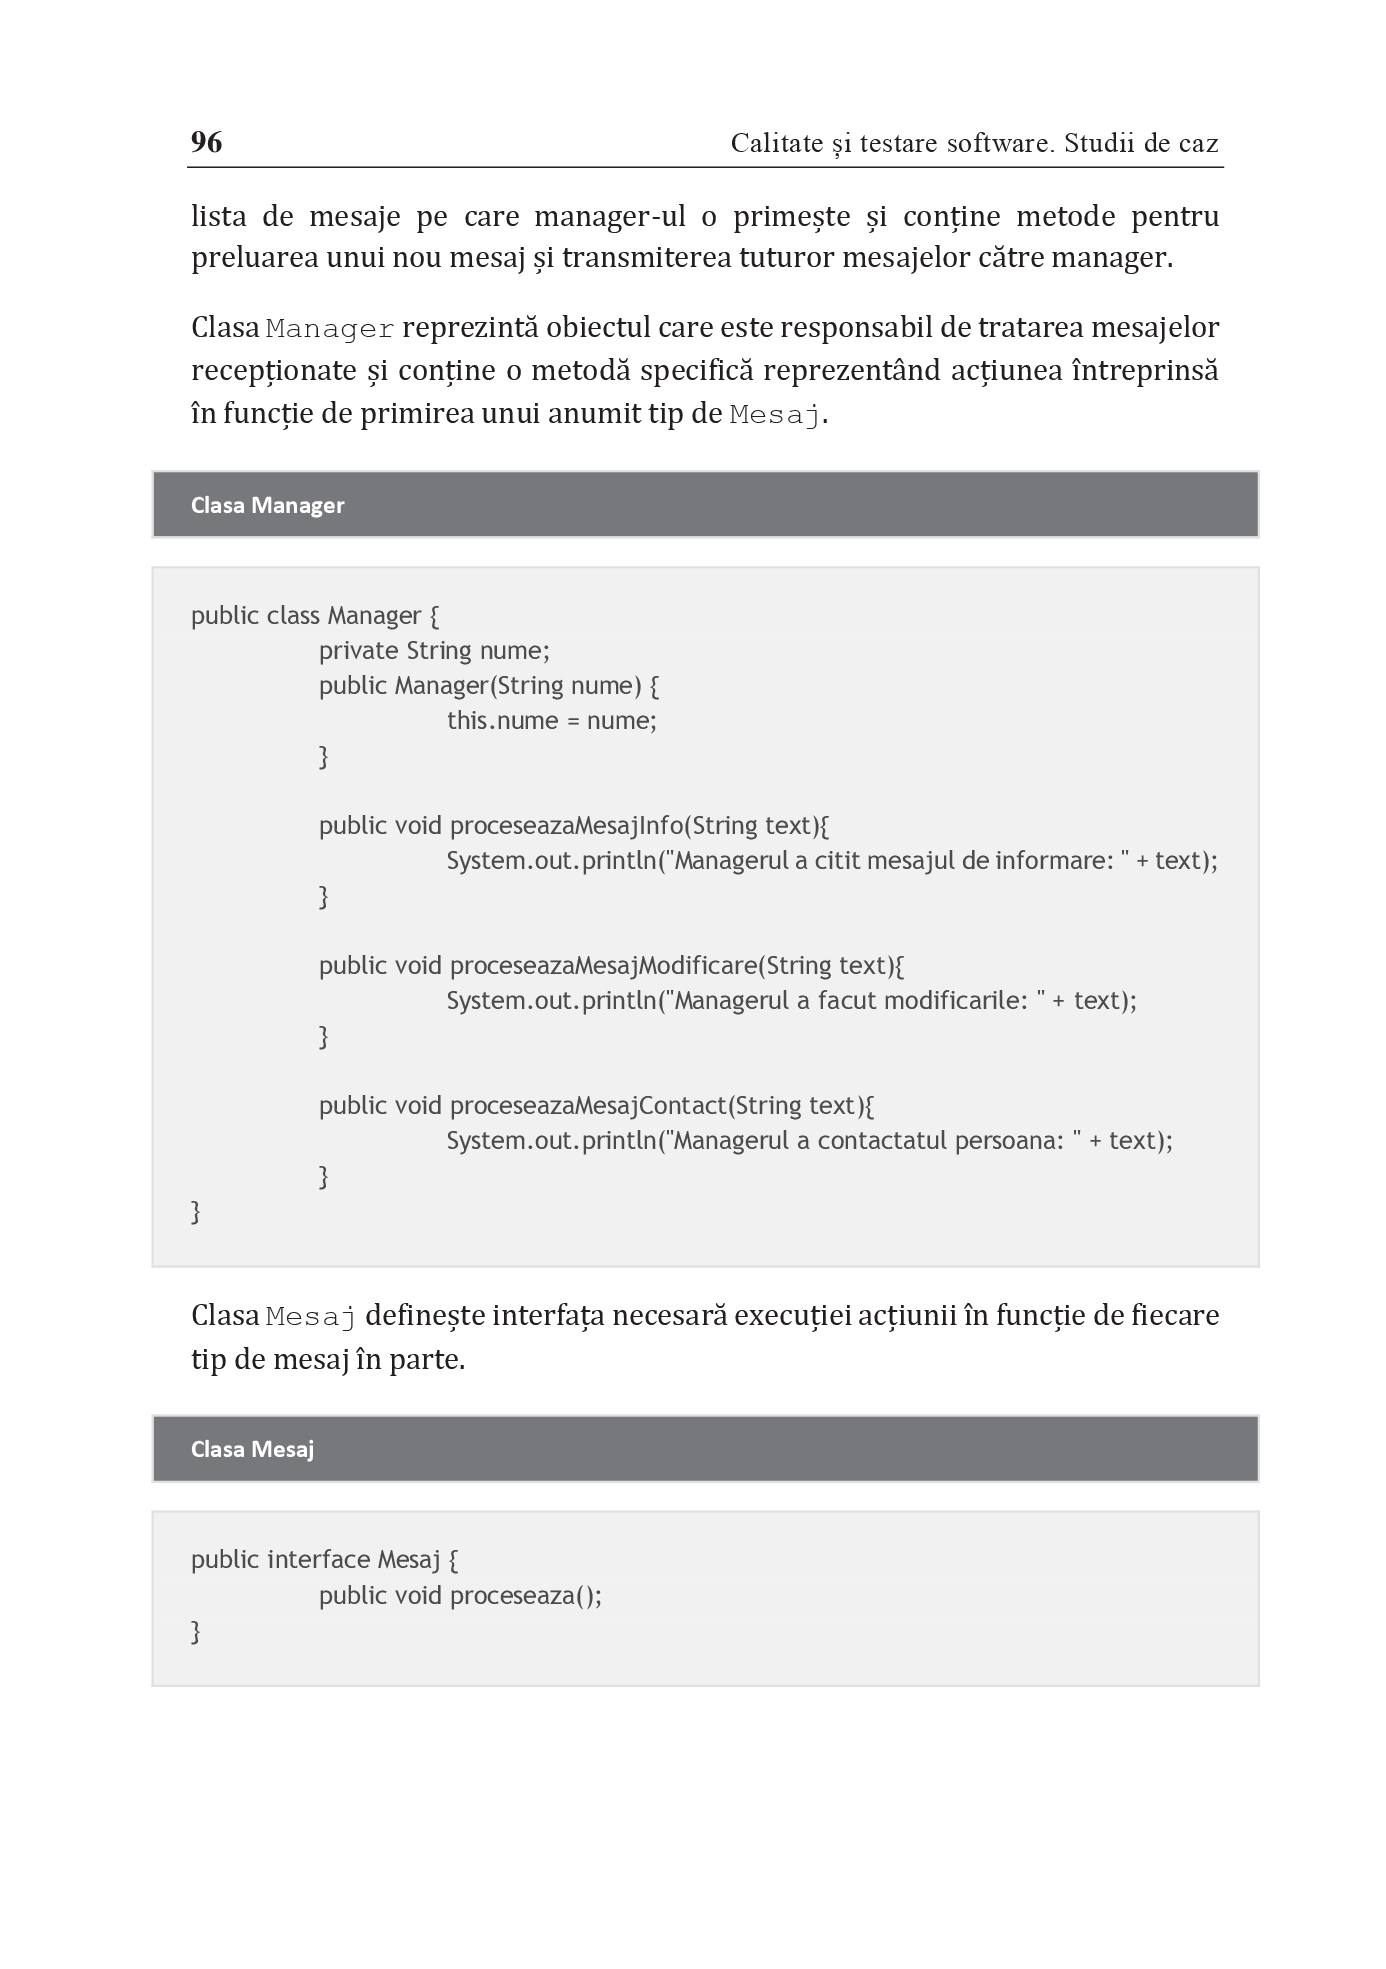 96 Calitate și testare software. Studii de caz
lista de mesaje pe care manager-ul o primește și conține metode pentru
preluarea unui nou mesaj și transmiterea tuturor mesajelor către manager.
Clasa Manager reprezintă obiectul care este responsabil de tratarea mesajelor
recepționate și conține o metodă specifică reprezentând acțiunea întreprinsă
în funcție de primirea unui anumit tip de Mesaj.
Clasa Manager
public class Manager {
private String nume;
public Manager(String nume) {
this.nume = nume;
}
public void proceseazaMesajInfo(String text){
System.out.println("Managerul a citit mesajul de informare: " + text);
}
public void proceseazaMesajModificare(String text){
System.out.println("Managerul a facut modificarile: " + text);
}
public void proceseazaMesajContact(String text){
System.out.println("Managerul a contactatul persoana: " + text);
}
}
Clasa Mesaj definește interfața necesară execuției acțiunii în funcție de fiecare
tip de mesaj în parte.
Clasa Mesaj
public interface Mesaj {
public void proceseaza();
}